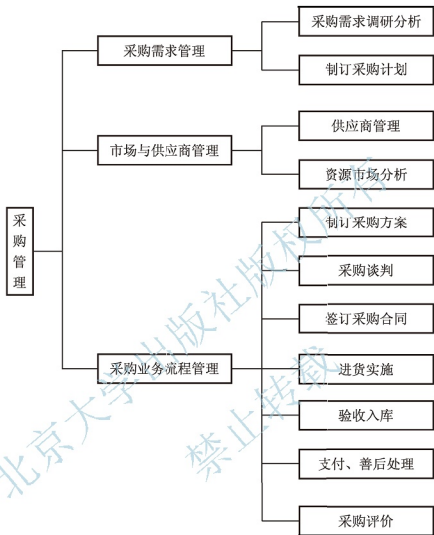 采购管理
采购需求管理
采购需求调研分析
制订采购计划
市场与供应商管理
供应商管理
资源市场分析
采购业务流程管理
制订采购方案
采购谈判
签订采购合同
进货实施
验收入库
支付、善后处理
采购评价
北京大学出版社版权所有
禁止转载